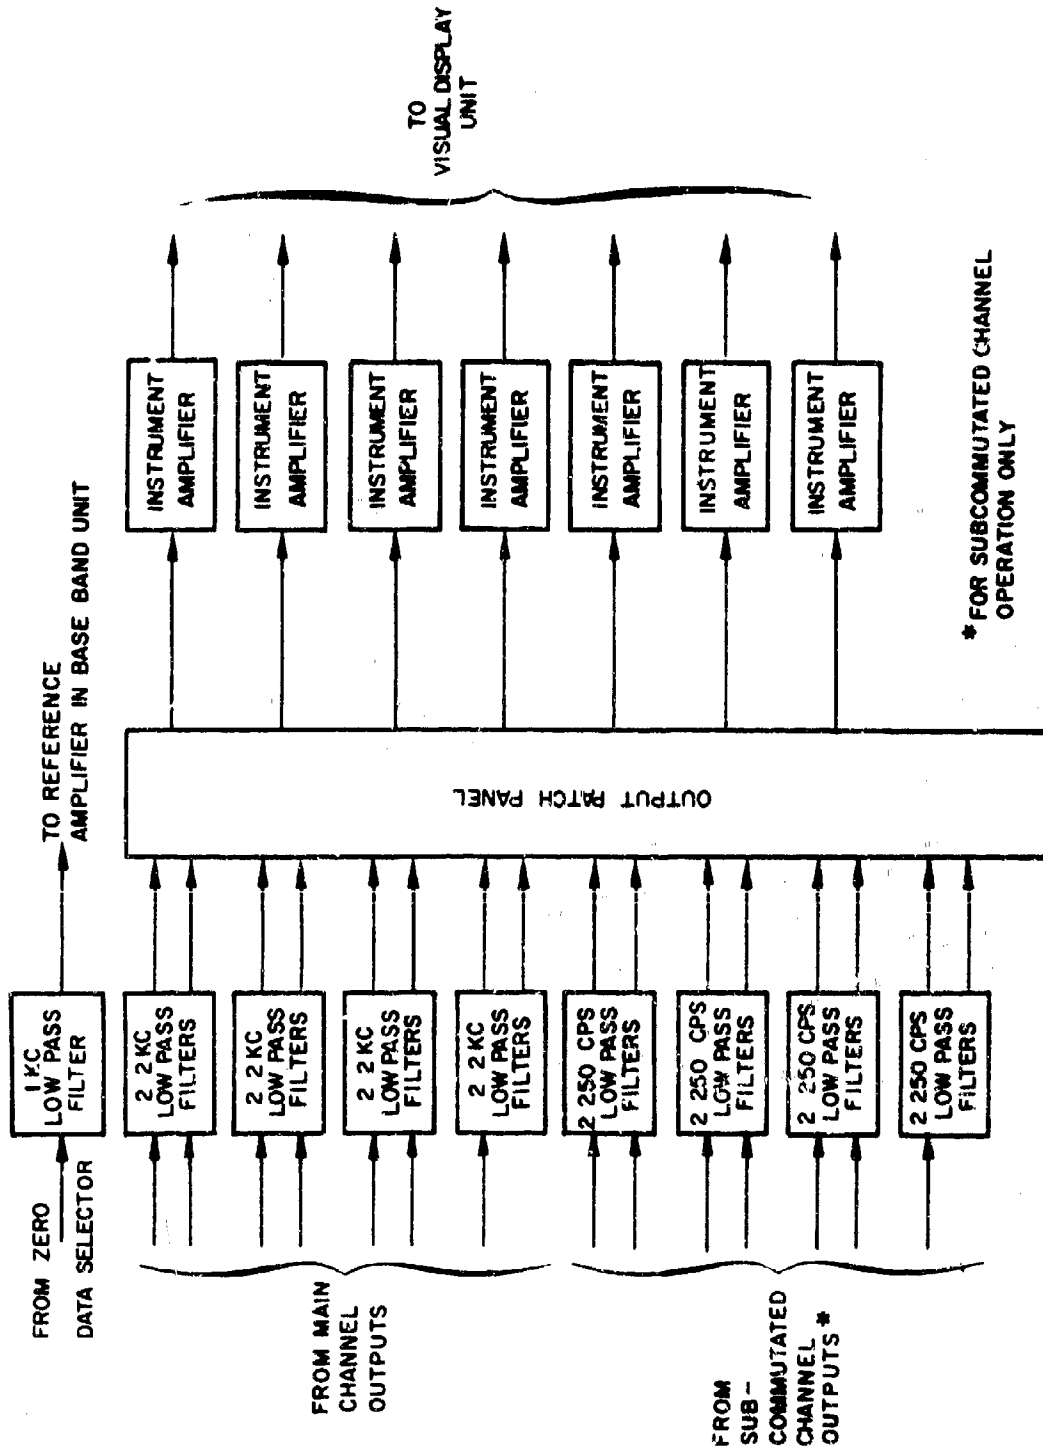 FROM ZERO
DATA SELECTOR
1 KC
LOW PASS
FILTER
TO REFERENCE
AMPLIFIER IN BASE BAND UNIT
FROM MAIN
CHANNEL
OUTPUTS
2 2 KC
LOW PASS
FILTERS
2 2 KC
LOW PASS
FILTERS
2 2 KC
LOW PASS
FILTERS
2 2 KC
LOW PASS
FILTERS
FROM
SUB-
COMMUTATED
CHANNEL
OUTPUTS*
2 250 CPS
LOW PASS
FILTERS
2 250 CPS
LOW PASS
FILTERS
2 250 CPS
LOW PASS
FILTERS
2 250 CPS
LOW PASS
FILTERS
OUTPUT PATCH PANEL
INSTRUMENT
AMPLIFIER
INSTRUMENT
AMPLIFIER
INSTRUMENT
AMPLIFIER
INSTRUMENT
AMPLIFIER
INSTRUMENT
AMPLIFIER
INSTRUMENT
AMPLIFIER
INSTRUMENT
AMPLIFIER
TO
VISUAL DISPLAY
UNIT
* FOR SUBCOMMUTATED CHANNEL
OPERATION ONLY